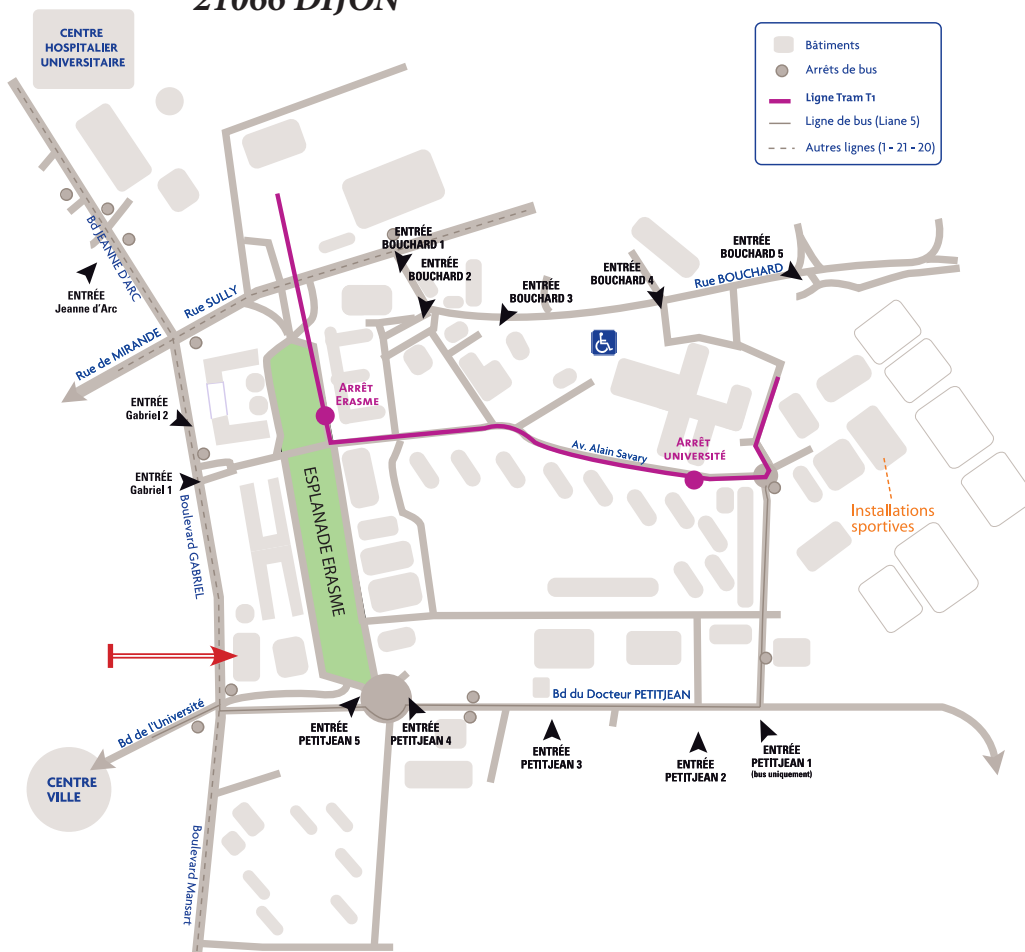 21066 DIJON
CENTRE
HOSPITALIER
UNIVERSITAIRE
Bâtiments
Arrêts de bus
Ligne Tram T1
Ligne de bus (Liane 5)
Autres lignes (1 - 21 - 20)
Bd JEANNE D'ARC
ENTRÉE
Jeanne d'Arc
Rue SULLY
Rue de MIRANDE
ENTRÉE
BOUCHARD 1
ENTRÉE
BOUCHARD 2
ENTRÉE
BOUCHARD 3
ENTRÉE
BOUCHARD 4
ENTRÉE
BOUCHARD 5
Rue BOUCHARD
ENTRÉE
Gabriel 2
ENTRÉE
Gabriel 1
ARRÊT
ERASME
Av. Alain Savary
ARRÊT
UNIVERSITÉ
Installations
sportives
Boulevard GABRIEL
ESPLANADE ERASME
Bd de l'Université
Bd du Docteur PETITJEAN
ENTRÉE
PETITJEAN 5
ENTRÉE
PETITJEAN 4
ENTRÉE
PETITJEAN 3
ENTRÉE
PETITJEAN 2
ENTRÉE
PETITJEAN 1
(bus uniquement)
CENTRE
VILLE
Boulevard Mansart